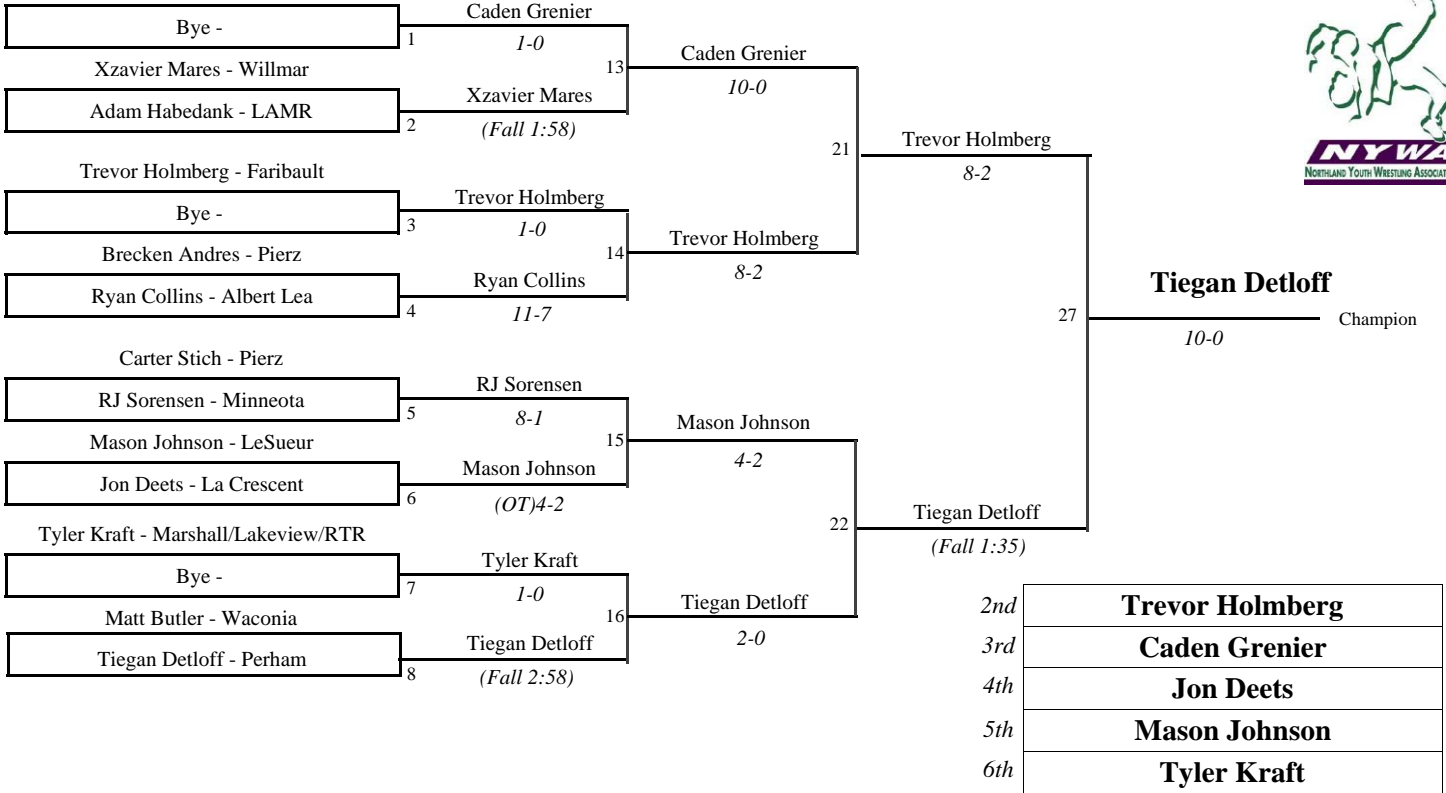 Caden Grenier
Bye -
1
1-0
Caden Grenier
13
Xzavier Mares - Willmar
10-0
Xzavier Mares
Adam Habedank - LAMR
2
(Fall 1:58)
21
Trevor Holmberg
8-2
NYWA
NORTHLAND YOUTH WRESTLING
Trevor Holmberg - Faribault
Trevor Holmberg
Bye -
3
1-0
14
Trevor Holmberg
8-2
Brecken Andres - Pierz
Ryan Collins
Ryan Collins - Albert Lea
4
11-7
Tiegan Detloff
27
Champion
10-0
Carter Stich - Pierz
RJ Sorensen
RJ Sorensen - Minneota
5
8-1
15
Mason Johnson
4-2
Mason Johnson - LeSueur
Mason Johnson
Jon Deets - La Crescent
6
(OT)4-2
22
Tiegan Detloff
(Fall 1:35)
Tyler Kraft - Marshall/Lakeview/RTR
Tyler Kraft
Bye -
7
1-0
16
Tiegan Detloff
2-0
Matt Butler - Waconia
Tiegan Detloff
Tiegan Detloff - Perham
8
(Fall 2:58)
2nd Trevor Holmberg
3rd Caden Grenier
4th Jon Deets
5th Mason Johnson
6th Tyler Kraft